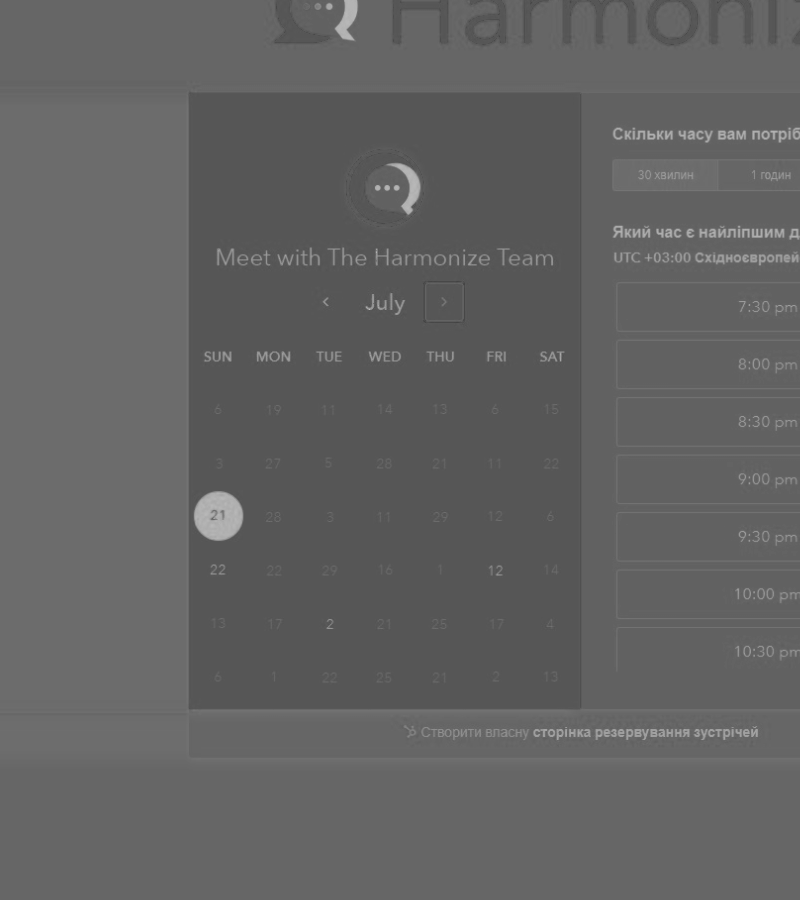 Harmoniz
Meet with The Harmonize Team
July
SUN MON TUE WED THU FRI SAT
6 19 11 14 13 6 15
3 27 5 28 21 11 22
21 28 3 11 29 12 6
22 22 29 16 1 12 14
13 17 2 21 25 17 4
6 1 22 25 21 2 13
Скільки часу вам потріб
30 хвилин 1 годин
Який час є найліпшим д
UTC +03:00 Східноєвропей
7:30 pm
8:00 pm
8:30 pm
9:00 pm
9:30 pm
10:00 pm
10:30 pm
Створити власну сторінка резервування зустрічей